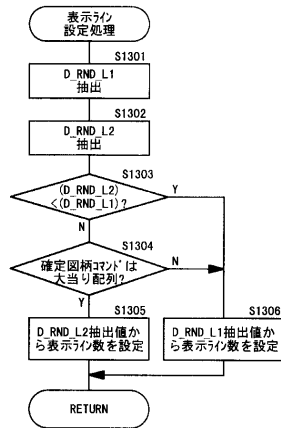 表示ライン
設定処理
S1301
D_RND_L1
抽出
S1302
D_RND_L2
抽出
S1303
(D_RND_L2)
<(D_RND_L1)?
Y
N
S1304
確定図柄ｺﾏﾝﾄﾞは
大当り配列?
N
Y
S1305
D_RND_L2抽出値か
ら表示ライン数を設定
S1306
D_RND_L1抽出値か
ら表示ライン数を設定
RETURN